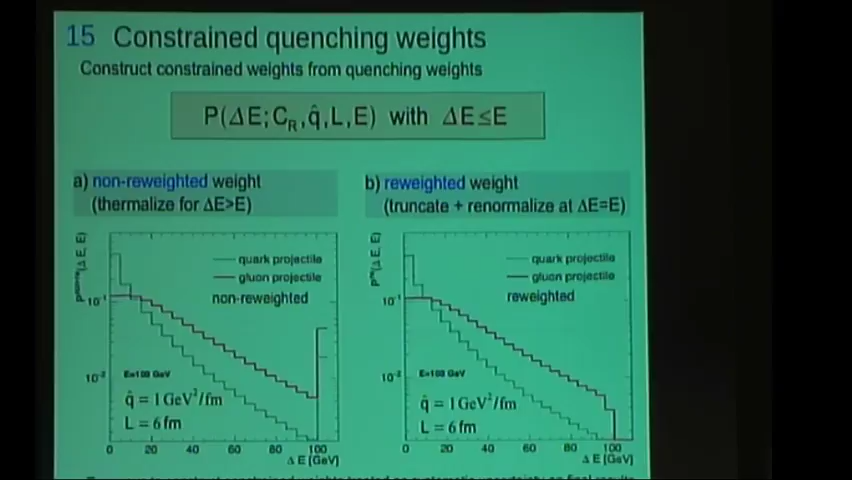 15 Constrained quenching weights
Construct constrained weights from quenching weights
P(ΔE; C_R, q̂, L, E) with ΔE≤E
a) non-reweighted weight
(thermalize for ΔE>E)
b) reweighted weight
(truncate + renormalize at ΔE=E)
quark projectile
gluon projectile
non-reweighted
10⁻¹
10⁻²
E=100 GeV
q̂ = 1 GeV²/fm
L = 6 fm
0 20 40 60 80 100
Δ E [GeV]
quark projectile
gluon projectile
reweighted
10⁻¹
10⁻²
E=100 GeV
q̂ = 1 GeV²/fm
L = 6 fm
0 20 40 60 80 100
Δ E [GeV]